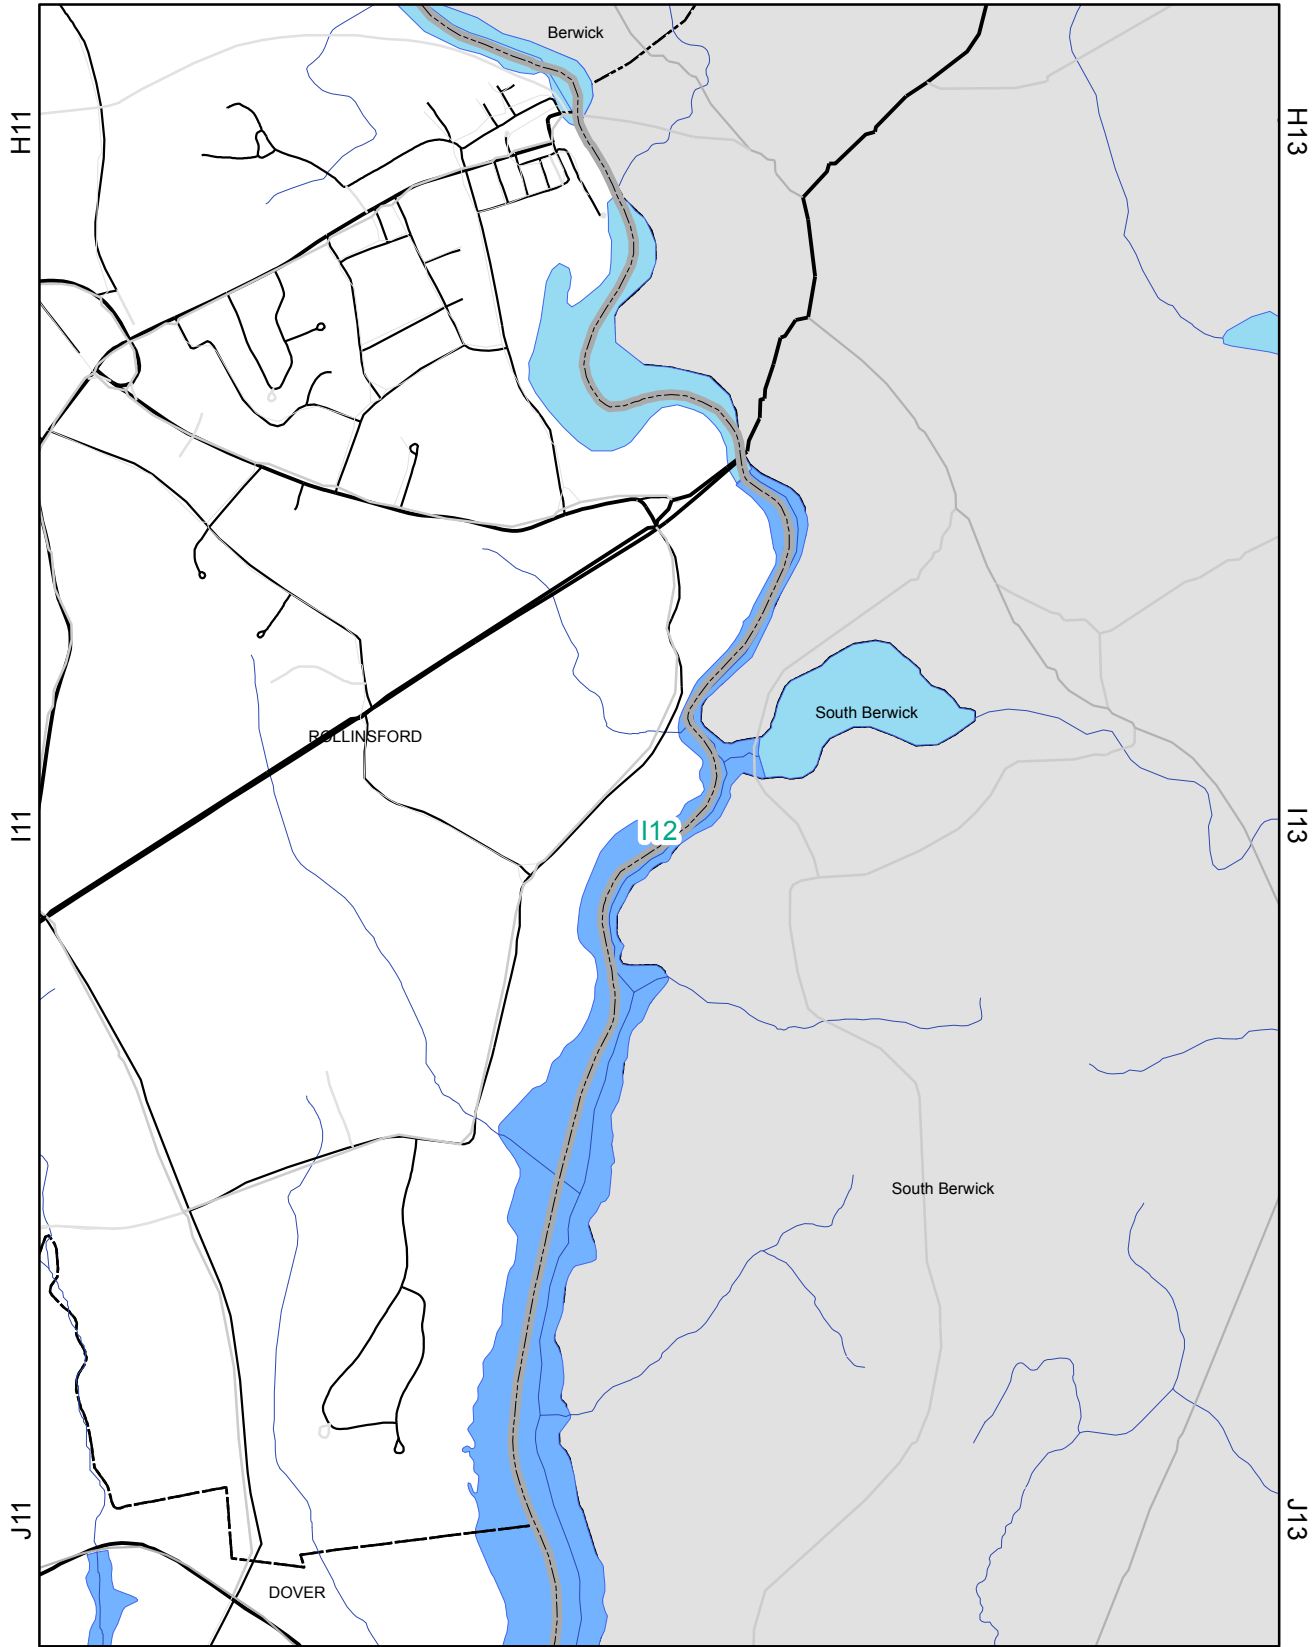 Berwick
H11
H13
South Berwick
ROLLINSFORD
I11
I12
I13
South Berwick
J11
J13
DOVER